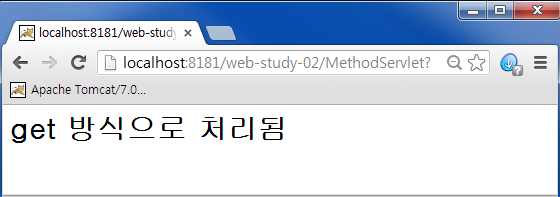 localhost:8181/web-stud
localhost:8181/web-study-02/MethodServlet?
Apache Tomcat/7.0...
get 방식으로 처리됨